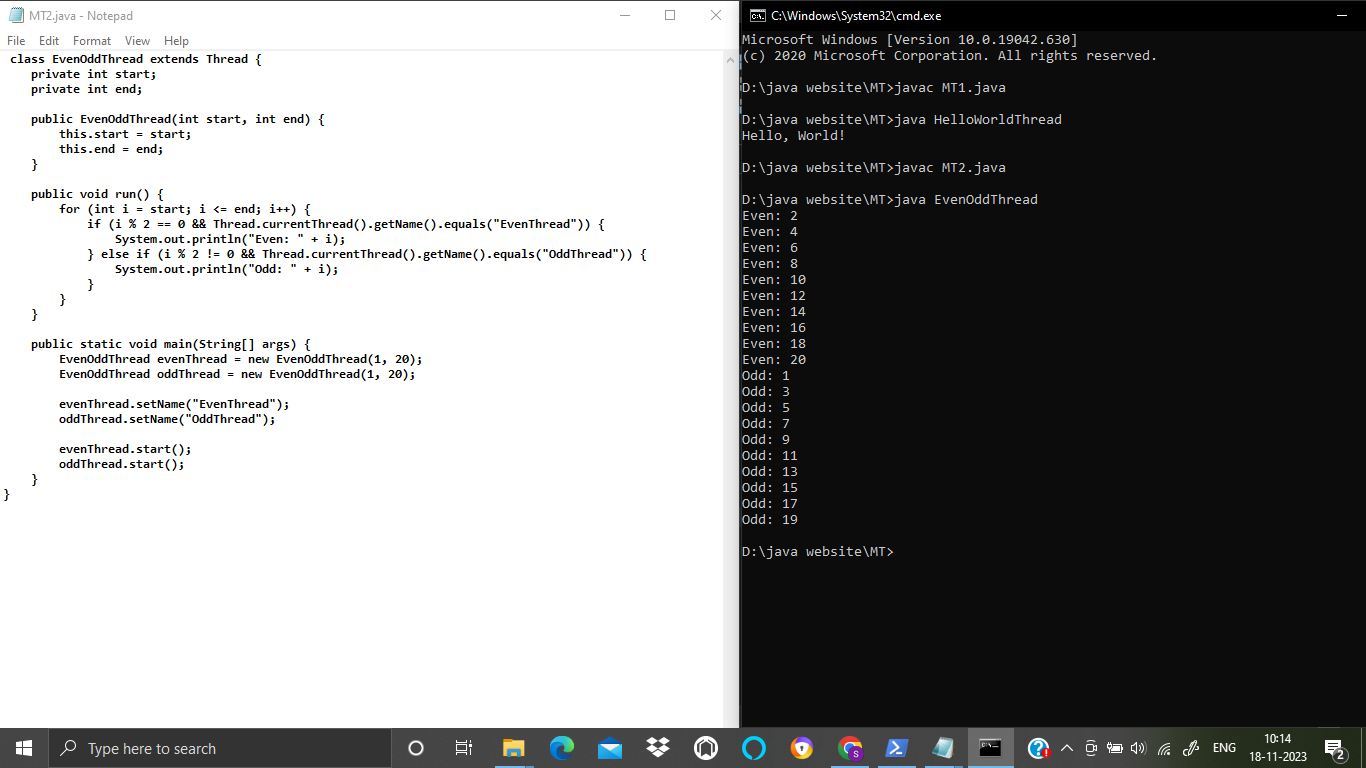 MT2.java - Notepad
File Edit Format View Help
class EvenOddThread extends Thread {
    private int start;
    private int end;

    public EvenOddThread(int start, int end) {
        this.start = start;
        this.end = end;
    }

    public void run() {
        for (int i = start; i <= end; i++) {
            if (i % 2 == 0 && Thread.currentThread().getName().equals("EvenThread")) {
                System.out.println("Even: " + i);
            } else if (i % 2 != 0 && Thread.currentThread().getName().equals("OddThread")) {
                System.out.println("Odd: " + i);
            }
        }
    }

    public static void main(String[] args) {
        EvenOddThread evenThread = new EvenOddThread(1, 20);
        EvenOddThread oddThread = new EvenOddThread(1, 20);

        evenThread.setName("EvenThread");
        oddThread.setName("OddThread");

        evenThread.start();
        oddThread.start();
    }
}
C:\Windows\System32\cmd.exe
Microsoft Windows [Version 10.0.19042.630]
(c) 2020 Microsoft Corporation. All rights reserved.

D:\java website\MT>javac MT1.java

D:\java website\MT>java HelloWorldThread
Hello, World!

D:\java website\MT>javac MT2.java

D:\java website\MT>java EvenOddThread
Even: 2
Even: 4
Even: 6
Even: 8
Even: 10
Even: 12
Even: 14
Even: 16
Even: 18
Even: 20
Odd: 1
Odd: 3
Odd: 5
Odd: 7
Odd: 9
Odd: 11
Odd: 13
Odd: 15
Odd: 17
Odd: 19

D:\java website\MT>
Type here to search
S
ENG
10:14
18-11-2023
2